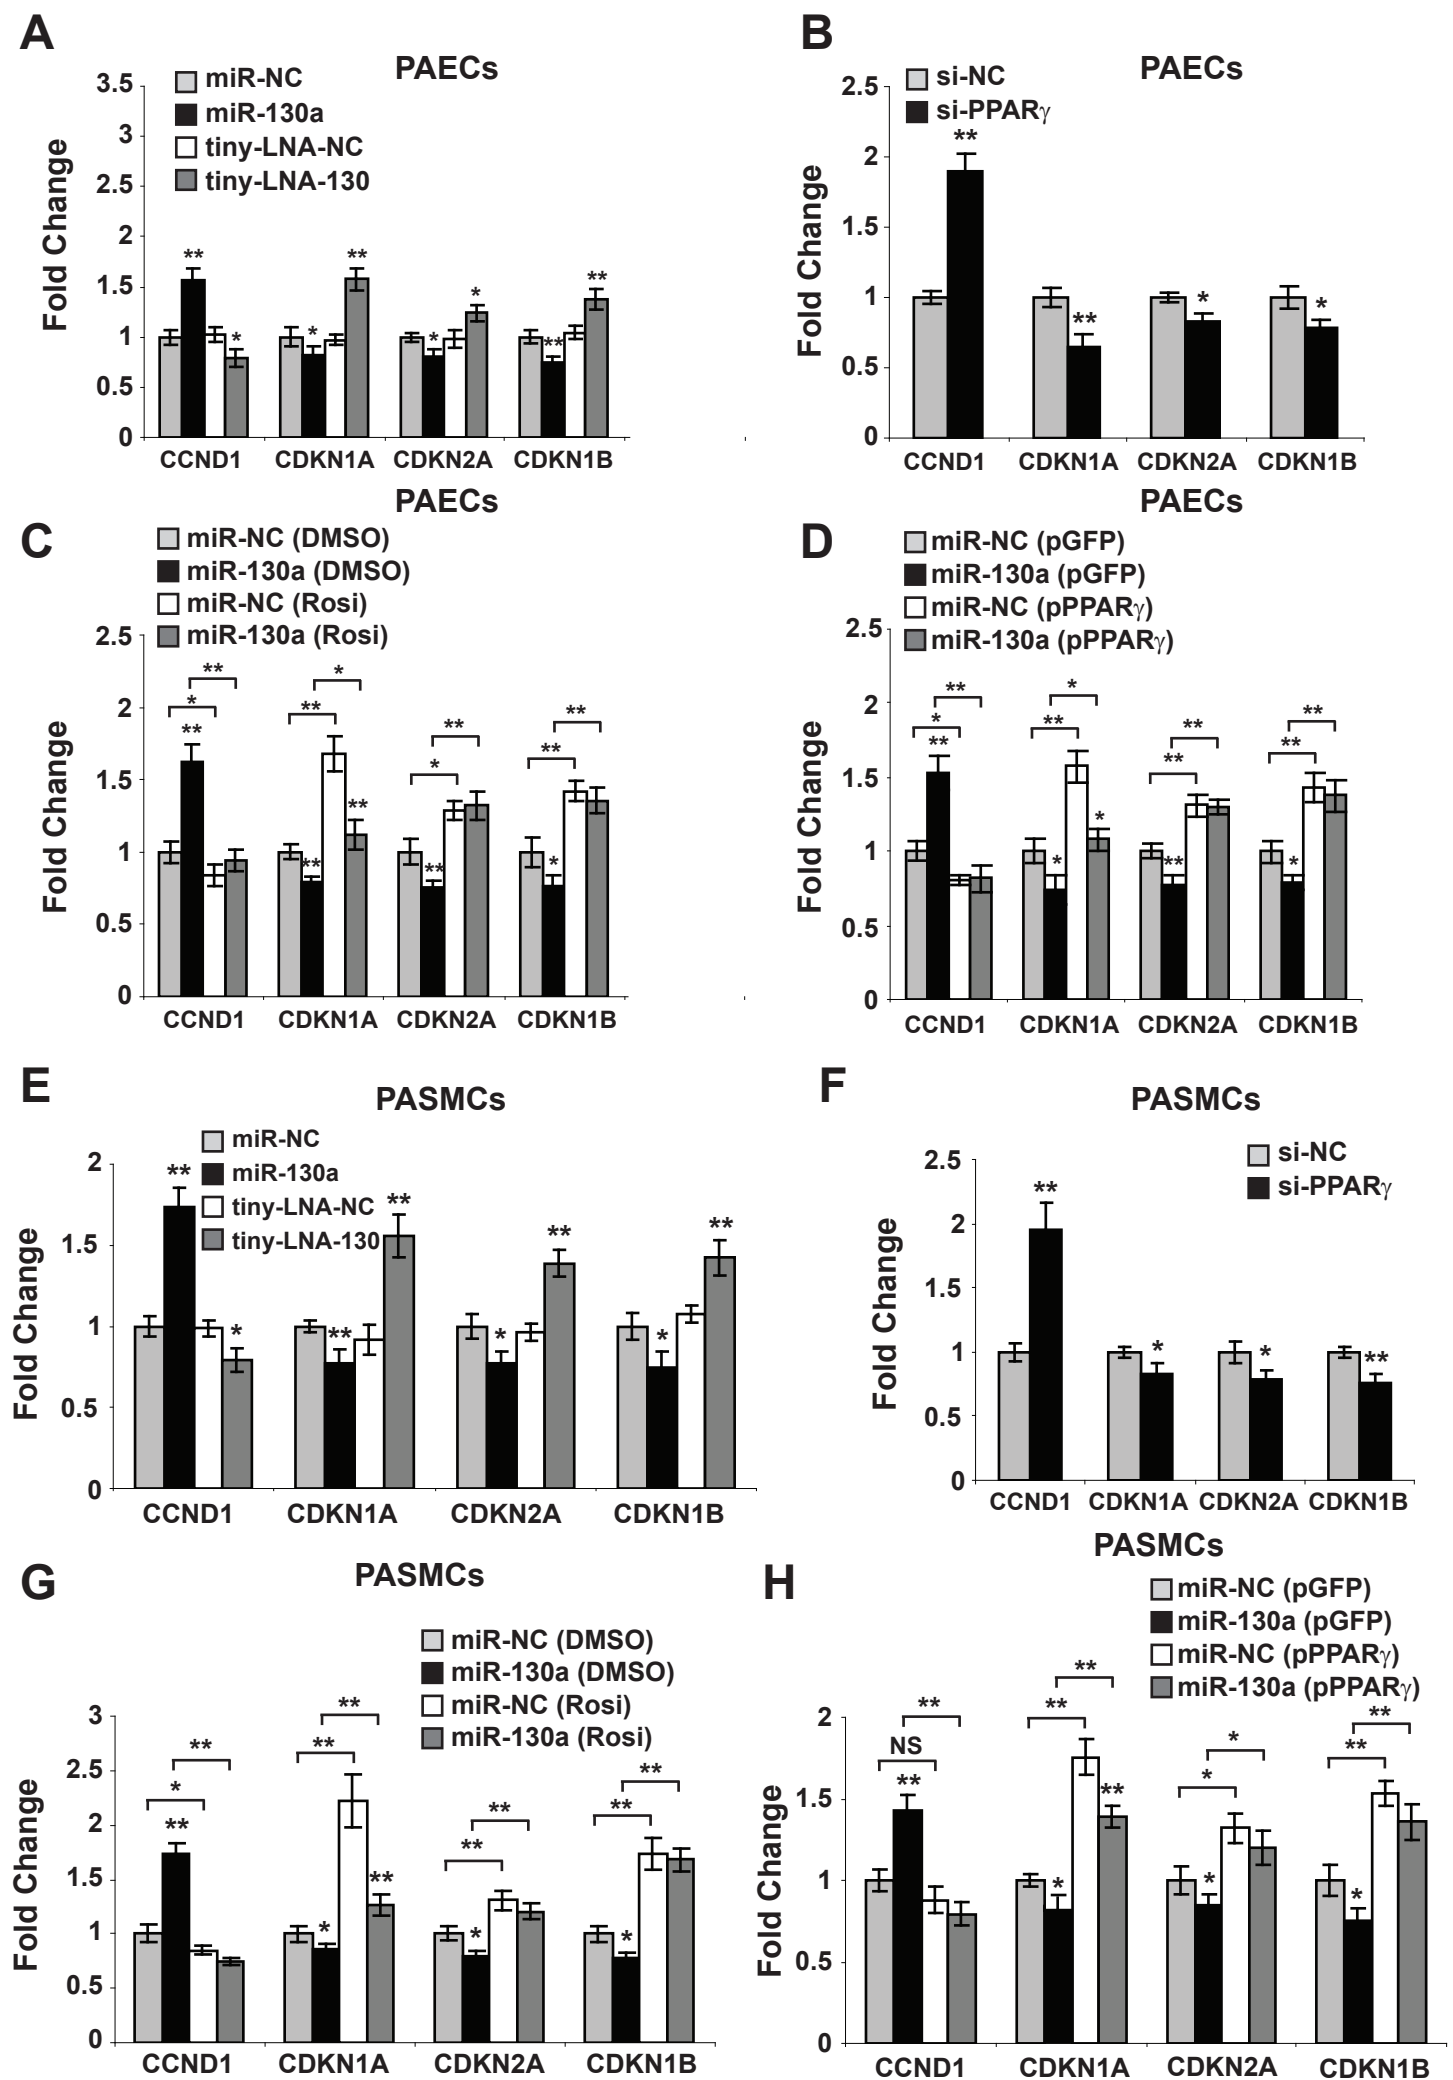 A
PAECs
miR-NC
miR-130a
tiny-LNA-NC
tiny-LNA-130
Fold Change
3.5
3
2.5
2
1.5
1
0.5
0
** * * ** * * ** **
CCND1 CDKN1A CDKN2A CDKN1B
B
PAECs
si-NC
si-PPARγ
Fold Change
2.5
2
1.5
1
0.5
0
** ** * *
CCND1 CDKN1A CDKN2A CDKN1B
C
PAECs
miR-NC (DMSO)
miR-130a (DMSO)
miR-NC (Rosi)
miR-130a (Rosi)
Fold Change
2.5
2
1.5
1
0.5
0
** * ** * ** ** ** ** * ** ** ** *
CCND1 CDKN1A CDKN2A CDKN1B
D
PAECs
miR-NC (pGFP)
miR-130a (pGFP)
miR-NC (pPPARγ)
miR-130a (pPPARγ)
Fold Change
2.5
2
1.5
1
0.5
0
** * ** * ** * * ** ** ** ** ** *
CCND1 CDKN1A CDKN2A CDKN1B
E
PASMCs
miR-NC
miR-130a
tiny-LNA-NC
tiny-LNA-130
Fold Change
2
1.5
1
0.5
0
** * ** ** * ** * **
CCND1 CDKN1A CDKN2A CDKN1B
F
PASMCs
si-NC
si-PPARγ
Fold Change
2.5
2
1.5
1
0.5
0
** * * **
CCND1 CDKN1A CDKN2A CDKN1B
G
PASMCs
miR-NC (DMSO)
miR-130a (DMSO)
miR-NC (Rosi)
miR-130a (Rosi)
Fold Change
3
2.5
2
1.5
1
0.5
0
** * ** ** ** * ** ** ** * ** ** *
CCND1 CDKN1A CDKN2A CDKN1B
H
PASMCs
miR-NC (pGFP)
miR-130a (pGFP)
miR-NC (pPPARγ)
miR-130a (pPPARγ)
Fold Change
2
1.5
1
0.5
0
** NS ** ** ** * ** * * * ** ** *
CCND1 CDKN1A CDKN2A CDKN1B